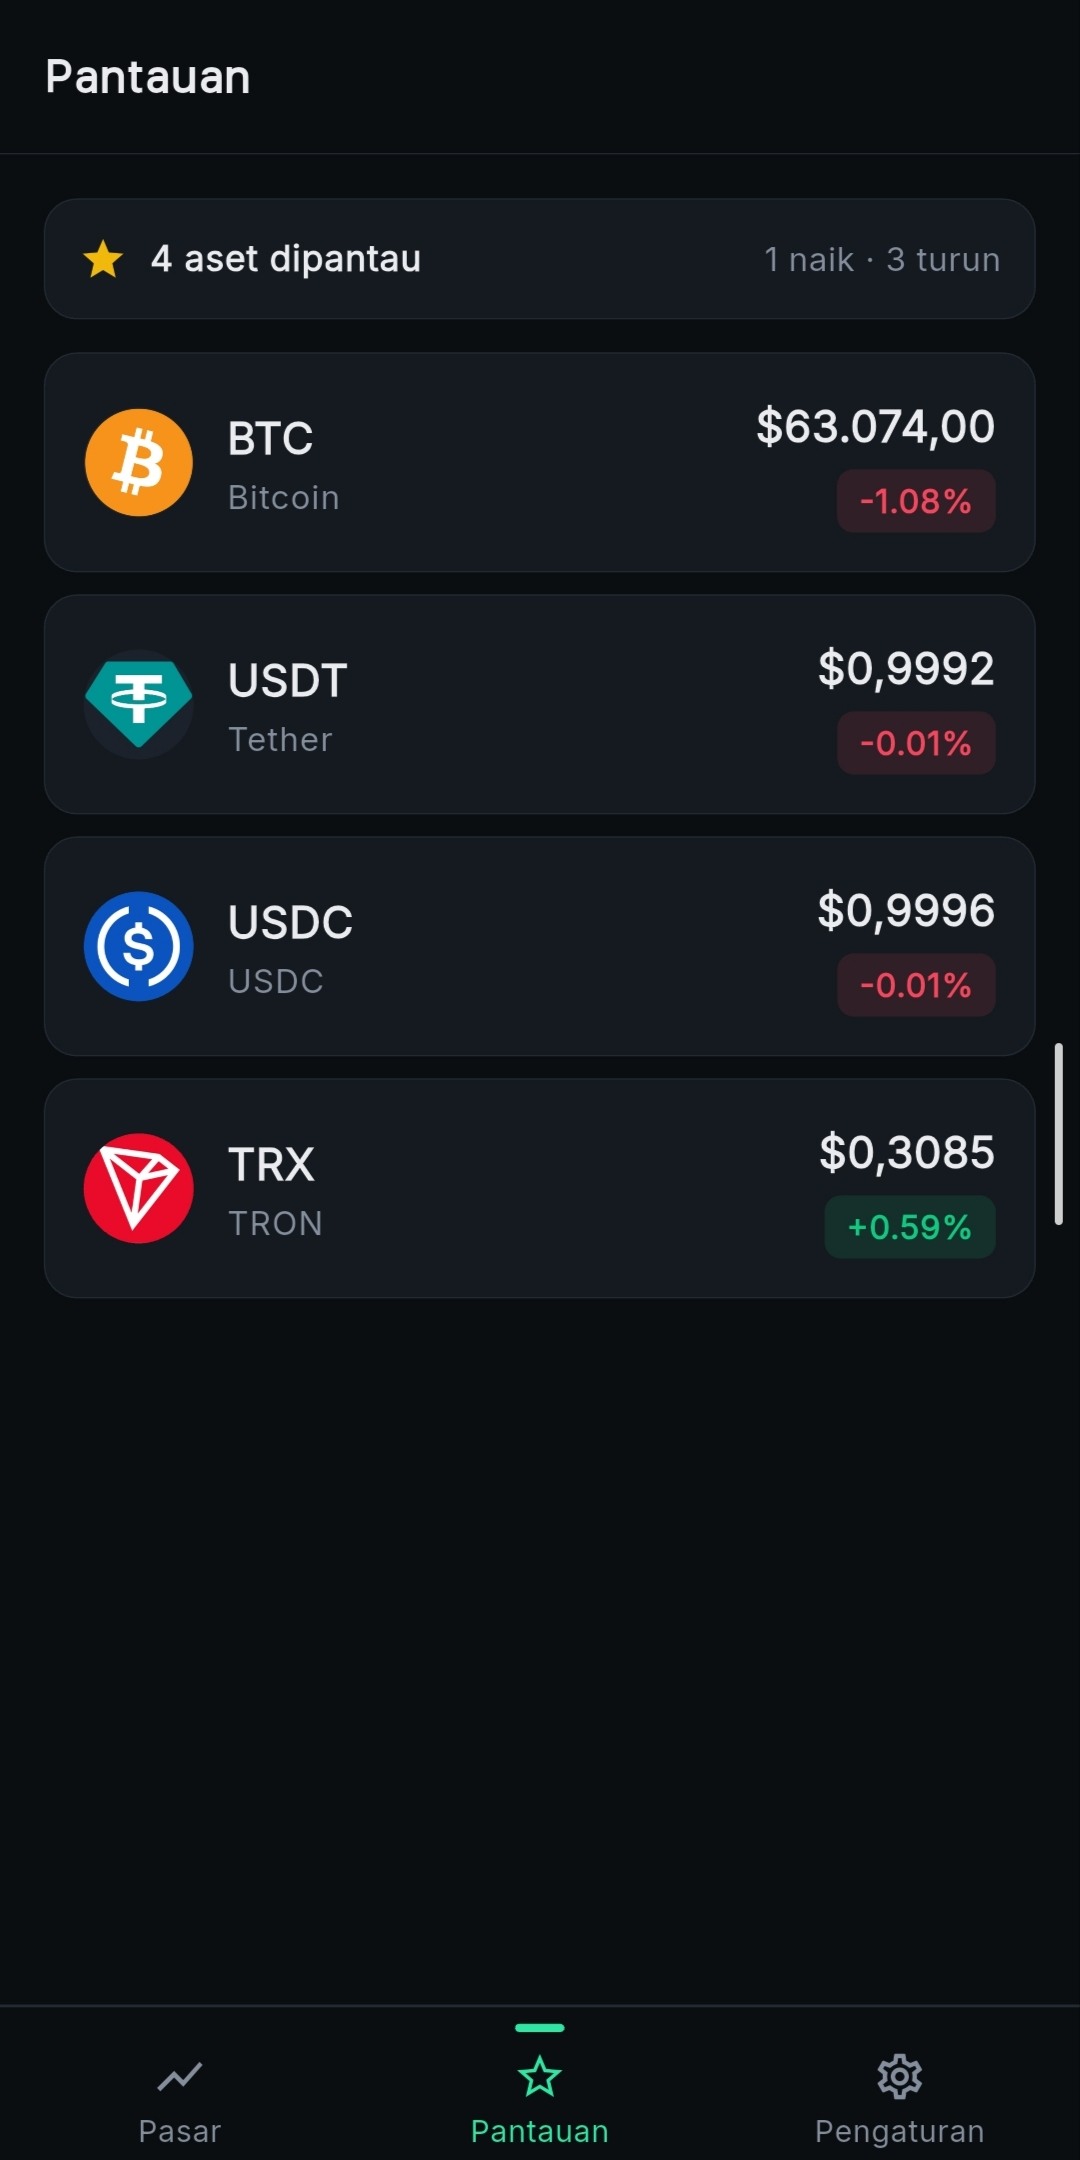 Pantauan
4 aset dipantau
1 naik · 3 turun
BTC
Bitcoin
$63.074,00
-1.08%
USDT
Tether
$0,9992
-0.01%
USDC
USDC
$0,9996
-0.01%
TRX
TRON
$0,3085
+0.59%
Pasar
Pantauan
Pengaturan